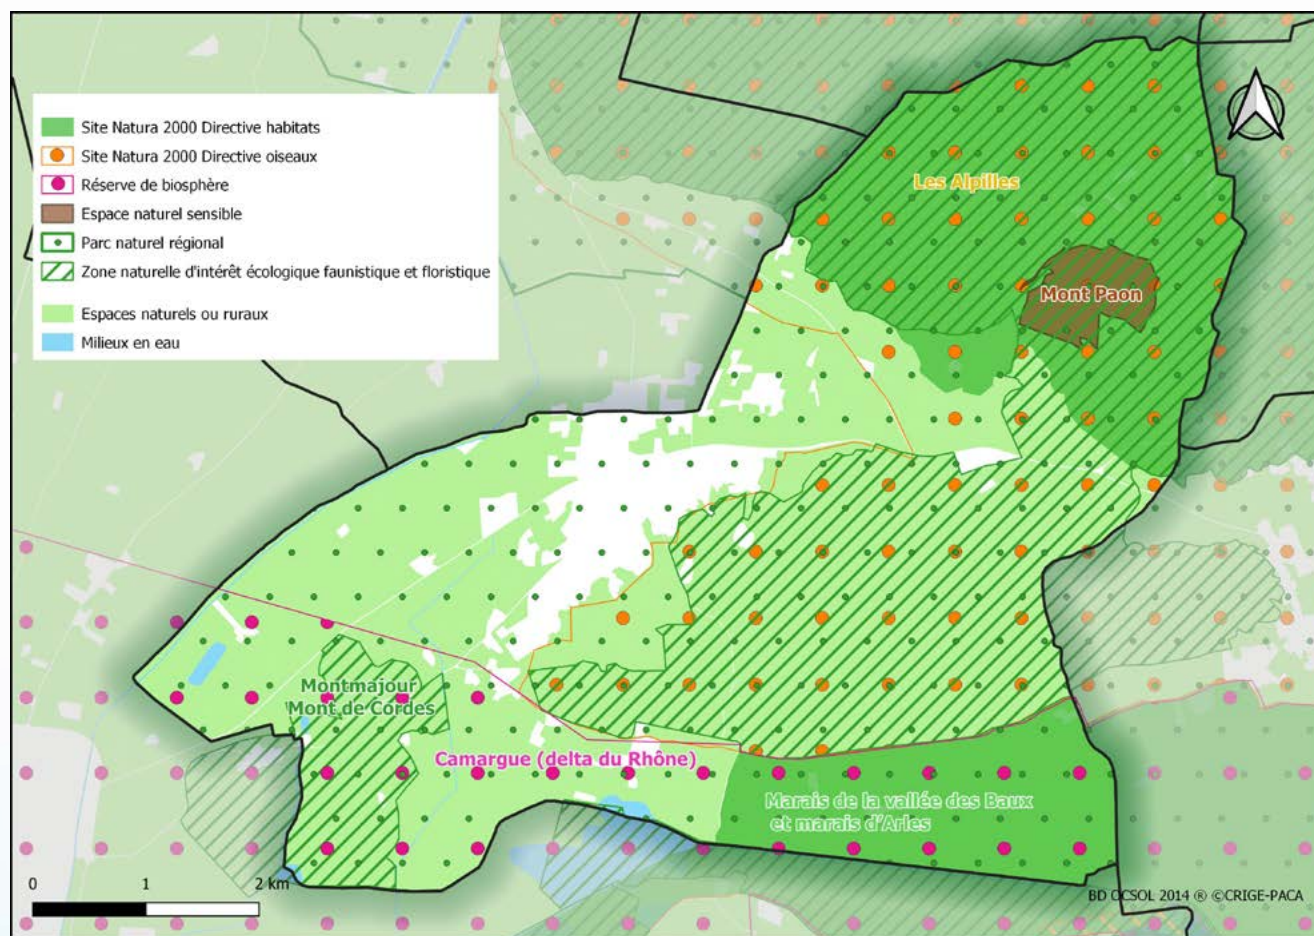 Site Natura 2000 Directive habitats
Site Natura 2000 Directive oiseaux
Réserve de biosphère
Espace naturel sensible
Parc naturel régional
Zone naturelle d'intérêt écologique faunistique et floristique
Espaces naturels ou ruraux
Milieux en eau
Les Alpilles
Mont Paon
Montmajour
Mont de Cordes
Camargue (delta du Rhône)
Marais de la vallée des Baux
et marais d'Arles
0 1 2 km
BD OCSOL 2014 ® ©CRIGE-PACA